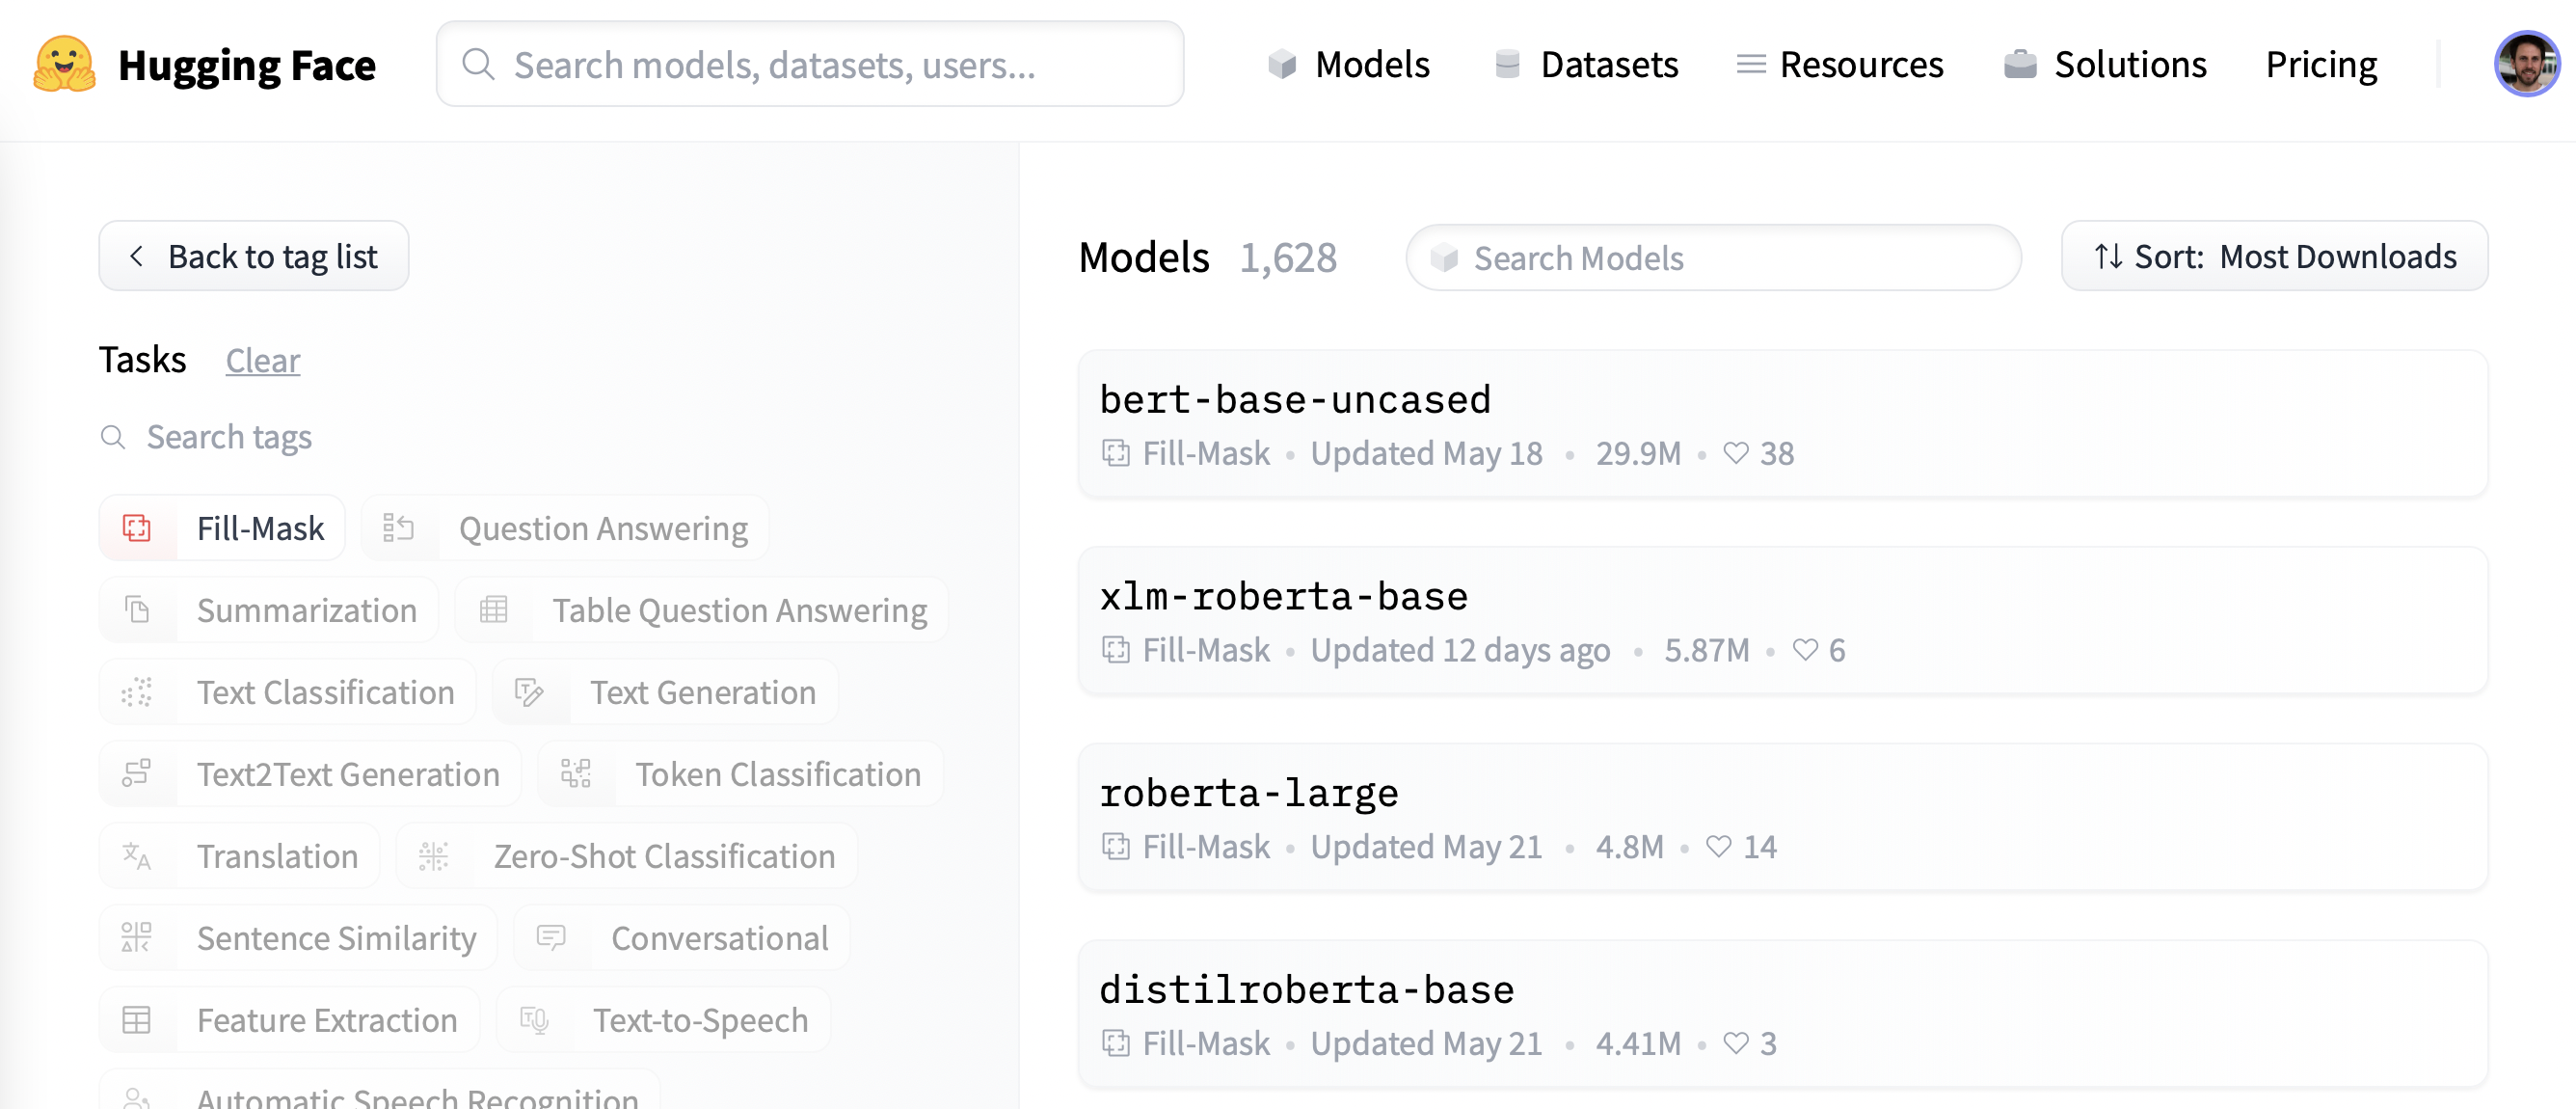 Hugging Face
Search models, datasets, users...
Models
Datasets
Resources
Solutions
Pricing
Back to tag list
Tasks Clear
Search tags
Fill-Mask
Question Answering
Summarization
Table Question Answering
Text Classification
Text Generation
Text2Text Generation
Token Classification
Translation
Zero-Shot Classification
Sentence Similarity
Conversational
Feature Extraction
Text-to-Speech
Automatic Speech Recognition
Models 1,628
Search Models
Sort: Most Downloads
bert-base-uncased
Fill-Mask • Updated May 18 • 29.9M • 38
xlm-roberta-base
Fill-Mask • Updated 12 days ago • 5.87M • 6
roberta-large
Fill-Mask • Updated May 21 • 4.8M • 14
distilroberta-base
Fill-Mask • Updated May 21 • 4.41M • 3